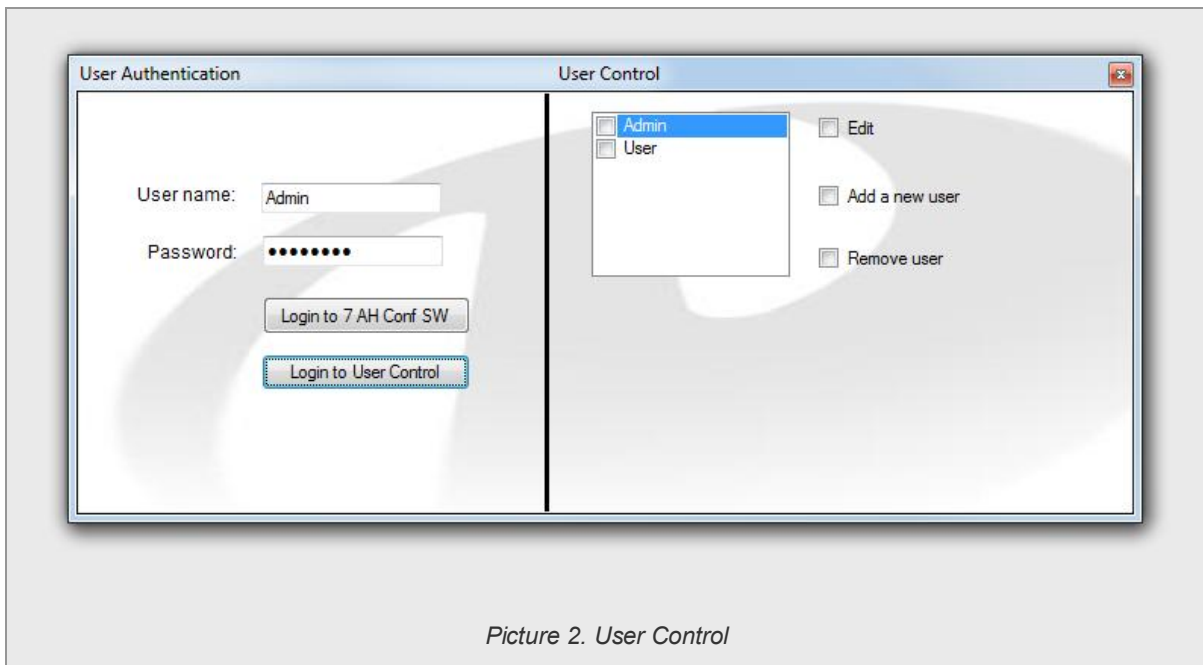 User Authentication
User Control
User name:
Admin
Password:
••••••••
Login to 7 AH Conf SW
Login to User Control
Admin
User
Edit
Add a new user
Remove user
Picture 2. User Control